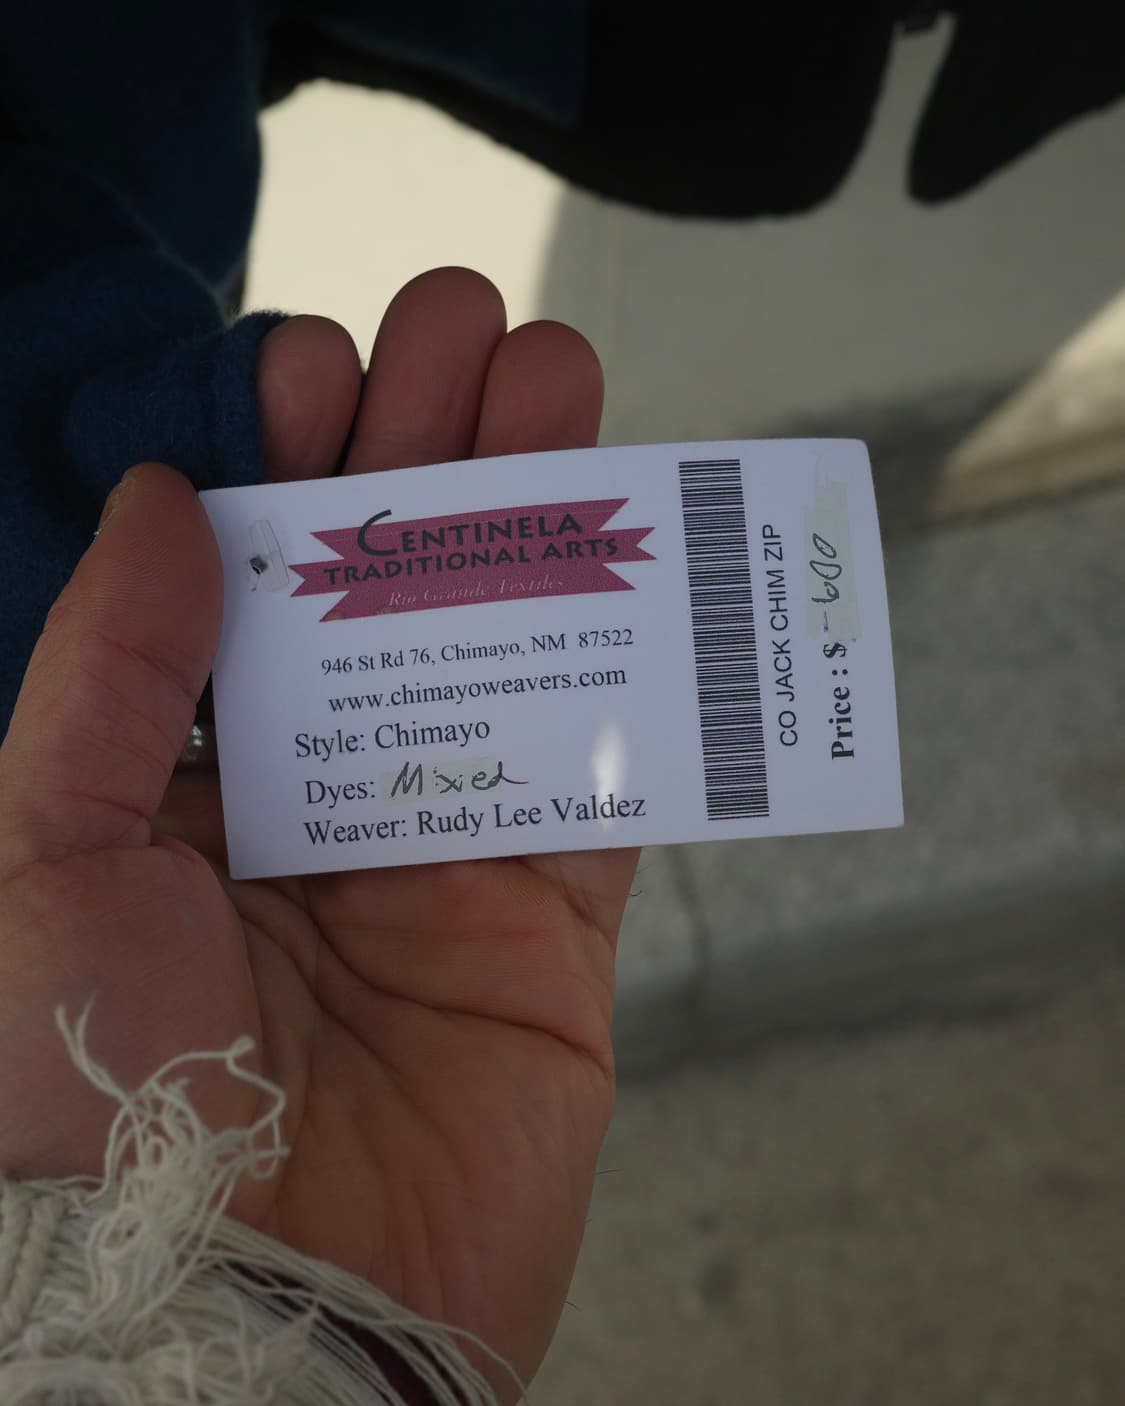 CENTINELA
TRADITIONAL ARTS
Rio Grande Textiles
946 St Rd 76, Chimayo, NM 87522
www.chimayoweavers.com
Style: Chimayo
Dyes: Mixed
Weaver: Rudy Lee Valdez
CO JACK CHIM ZIP
Price : $ 600